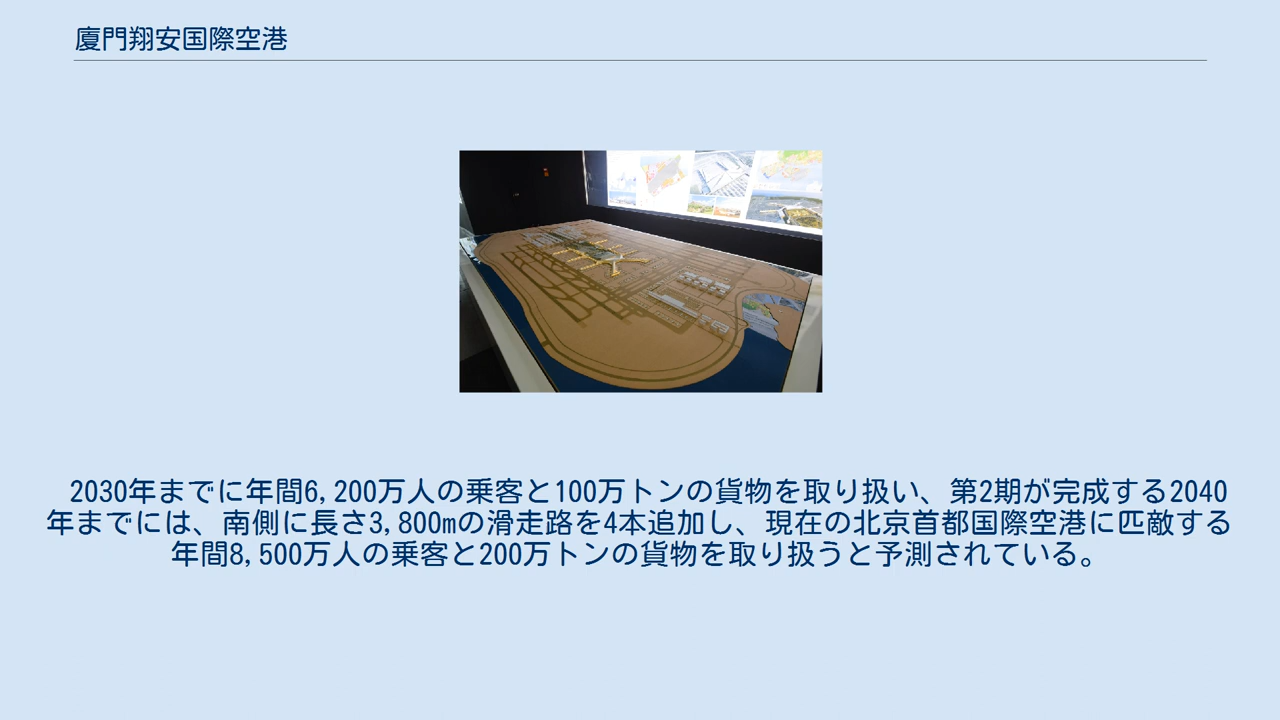 廈門翔安国際空港
2030年までに年間6,200万人の乗客と100万トンの貨物を取り扱い、第2期が完成する2040
年までには、南側に長さ3,800mの滑走路を4本追加し、現在の北京首都国際空港に匹敵する
年間8,500万人の乗客と200万トンの貨物を取り扱うと予測されている。